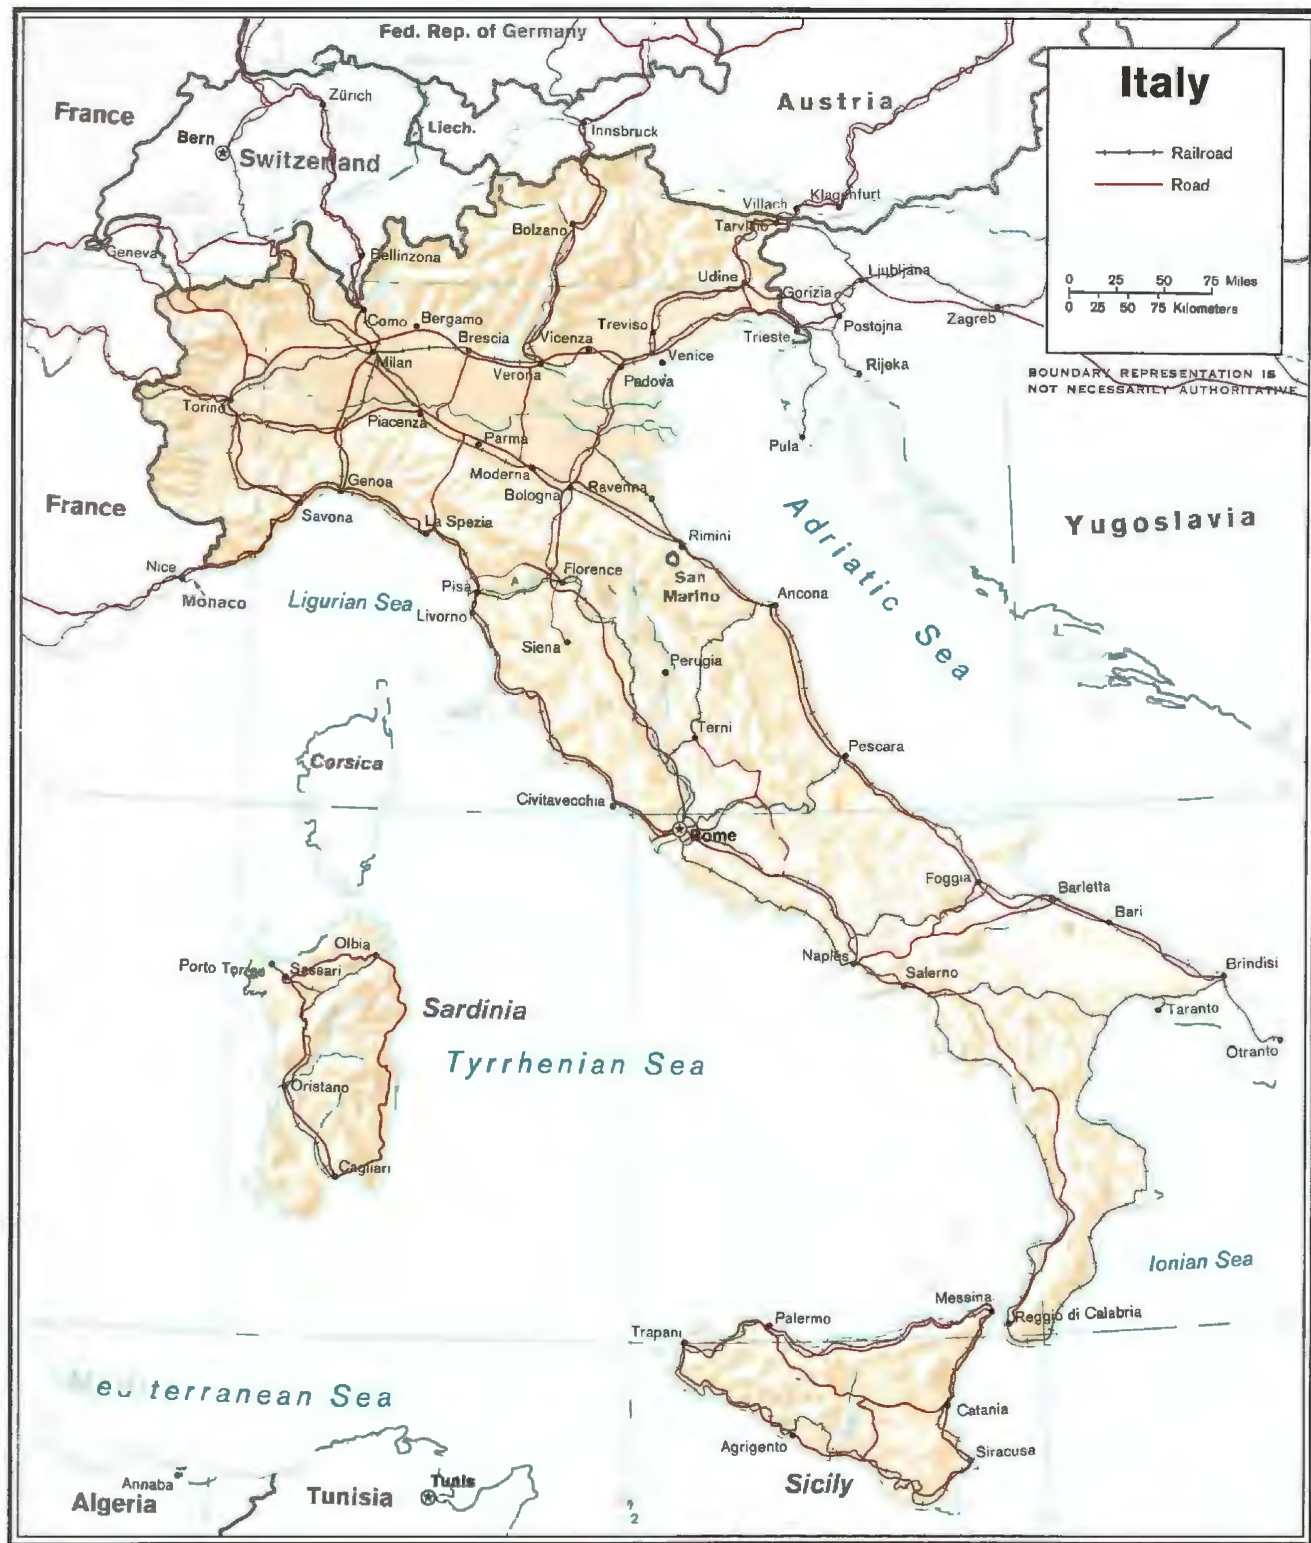 Fed. Rep. of Germany
Italy
Railroad
Road
0 25 50 75 Miles
0 25 50 75 Kilometers
BOUNDARY REPRESENTATION IS
NOT NECESSARILY AUTHORITATIVE
France
Zürich
Austria
Bern
Liech.
Innsbruck
Switzerland
Klagenfurt
Villach
Tarvino
Bolzano
Geneva
Bellinzona
Ljubljana
Udine
Gorizia
Como
Bergamo
Treviso
Postojna
Zagreb
Trieste
Brescia
Vicenza
Milan
Verona
Venice
Padova
Rijeka
Torino
Piacenza
Parma
Pula
Moderna
Genoa
Bologna
Ravenna
France
Savona
La Spezia
Adriatic Sea
Yugoslavia
Rimini
Nice
Monaco
Ligurian Sea
Pisa
Florence
San
Marino
Ancona
Livorno
Siena
Perugia
Terni
Pescara
Corsica
Civitavecchia
Rome
Foggia
Barletta
Bari
Olbia
Porto Torres
Sassari
Naples
Salerno
Brindisi
Sardinia
Taranto
Otranto
Tyrrhenian Sea
Oristano
Cagliari
Ionian Sea
Messina
Reggio di Calabria
Palermo
Trapani
terranean Sea
Catania
Agrigento
Siracusa
Sicily
Annaba
Algeria
Tunisia
Tunis